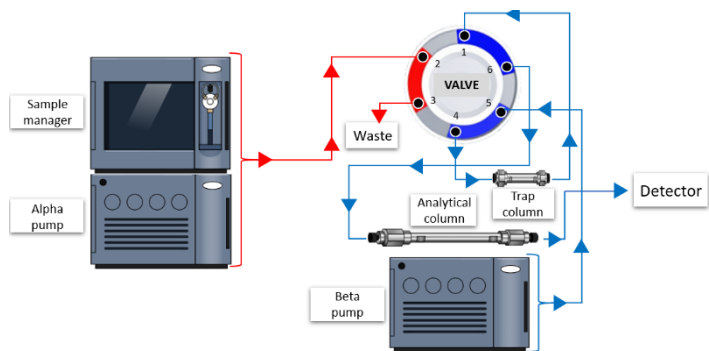 Sample
manager
Alpha
pump
Waste
VALVE
1
2
3
4
5
6
Trap
column
Analytical
column
Detector
Beta
pump